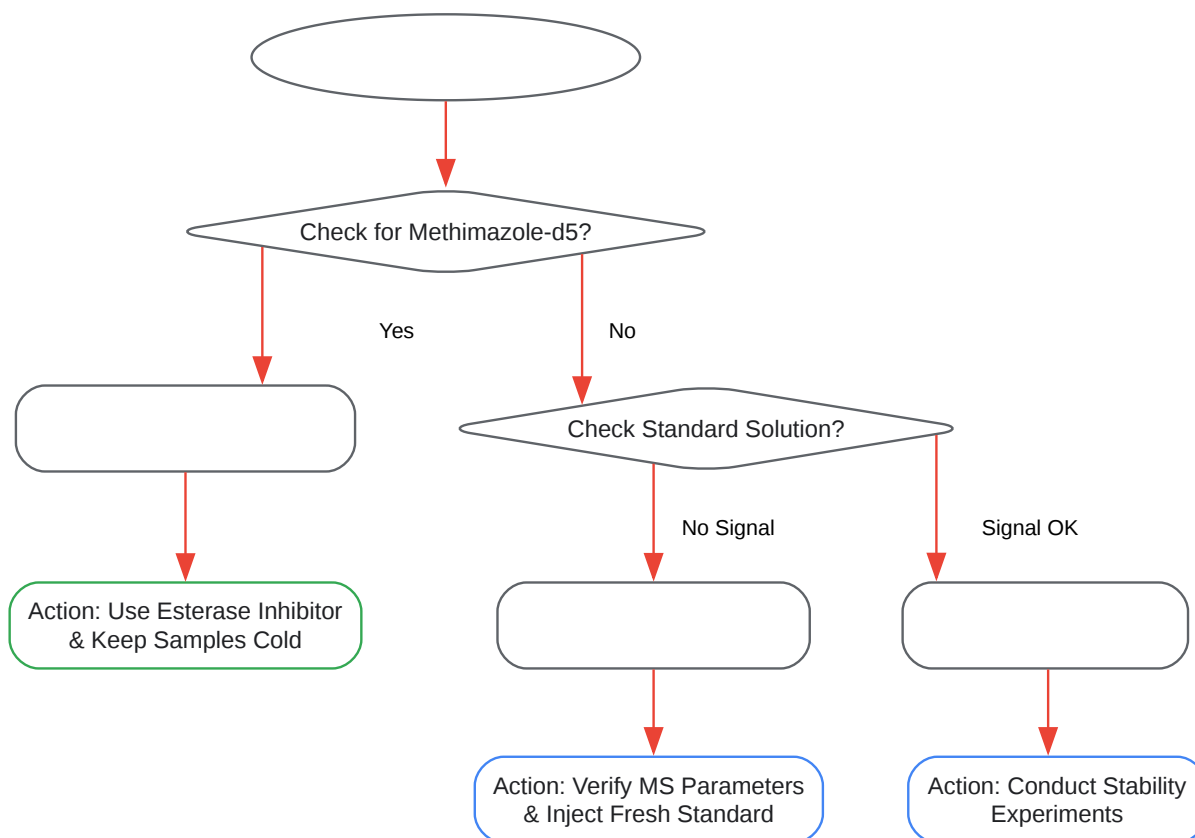 Check for Methimazole-d5?
Yes
No
Check Standard Solution?
No Signal
Signal OK
Action: Use Esterase Inhibitor
& Keep Samples Cold
Action: Verify MS Parameters
& Inject Fresh Standard
Action: Conduct Stability
Experiments